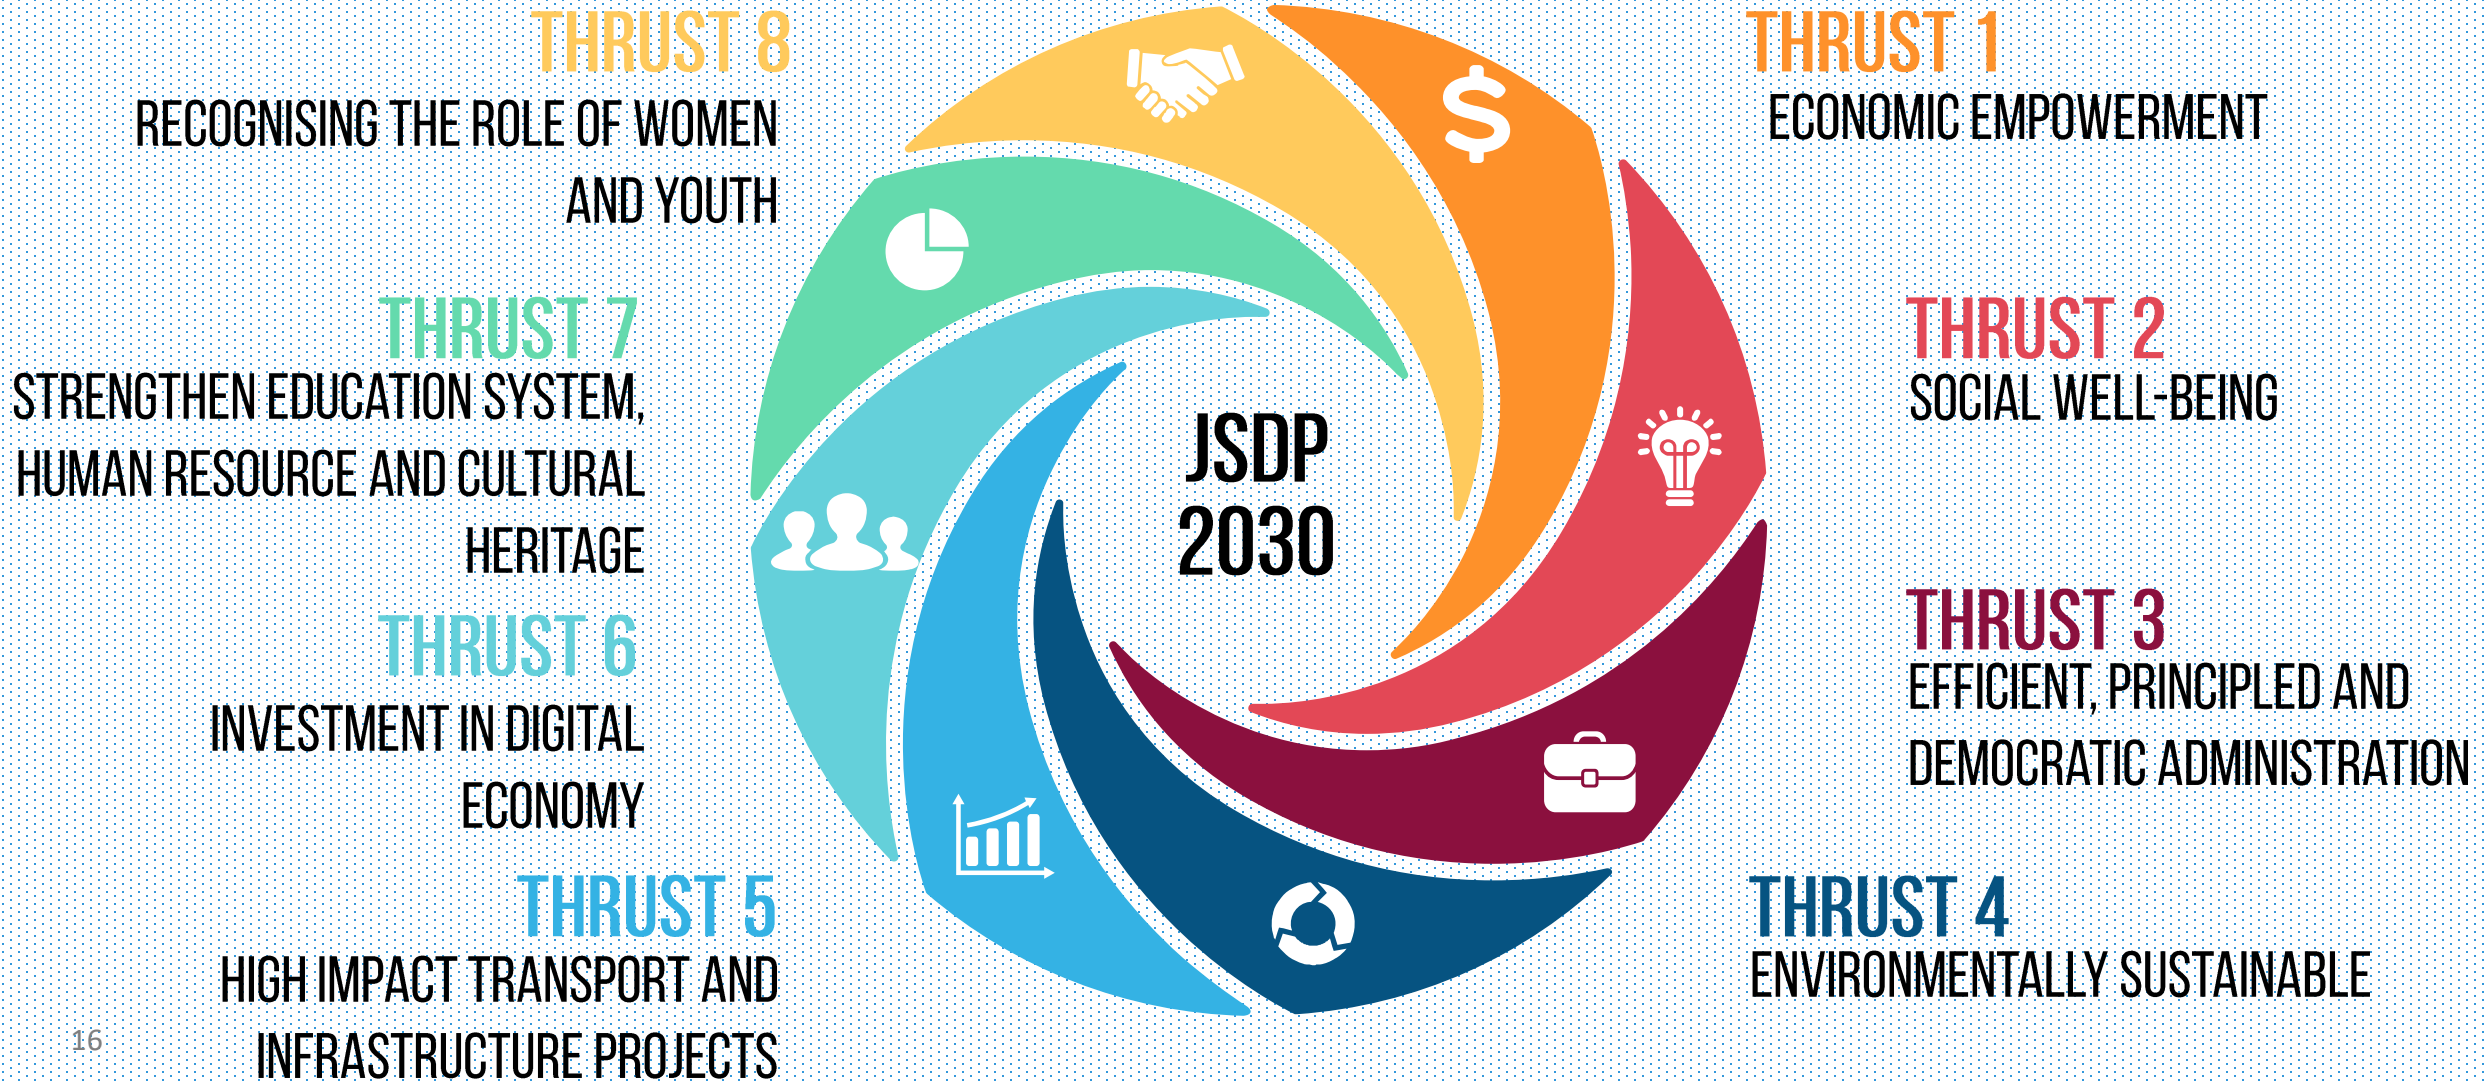 THRUST 8
RECOGNISING THE ROLE OF WOMEN
AND YOUTH
THRUST 7
STRENGTHEN EDUCATION SYSTEM,
HUMAN RESOURCE AND CULTURAL
HERITAGE
THRUST 6
INVESTMENT IN DIGITAL
ECONOMY
THRUST 5
HIGH IMPACT TRANSPORT AND
INFRASTRUCTURE PROJECTS
JSDP
2030
THRUST 1
ECONOMIC EMPOWERMENT
THRUST 2
SOCIAL WELL-BEING
THRUST 3
EFFICIENT, PRINCIPLED AND
DEMOCRATIC ADMINISTRATION
THRUST 4
ENVIRONMENTALLY SUSTAINABLE
16